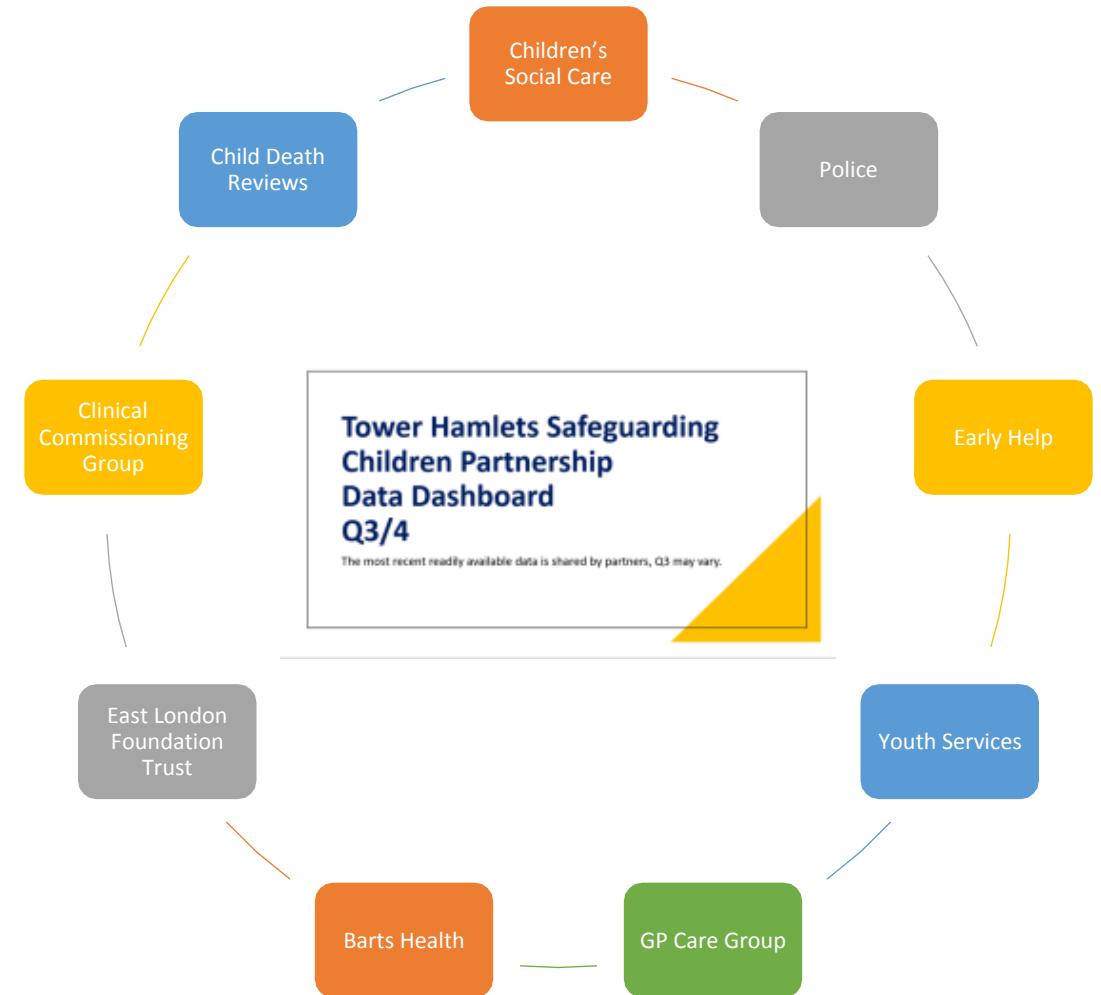 Children’s
Social Care
Child Death
Reviews
Police
Clinical
Commissioning
Group
Tower Hamlets Safeguarding
Children Partnership
Data Dashboard
Q3/4
The most recent readily available data is shared by partners, Q3 may vary.
Early Help
East London
Foundation
Trust
Youth Services
Barts Health
GP Care Group